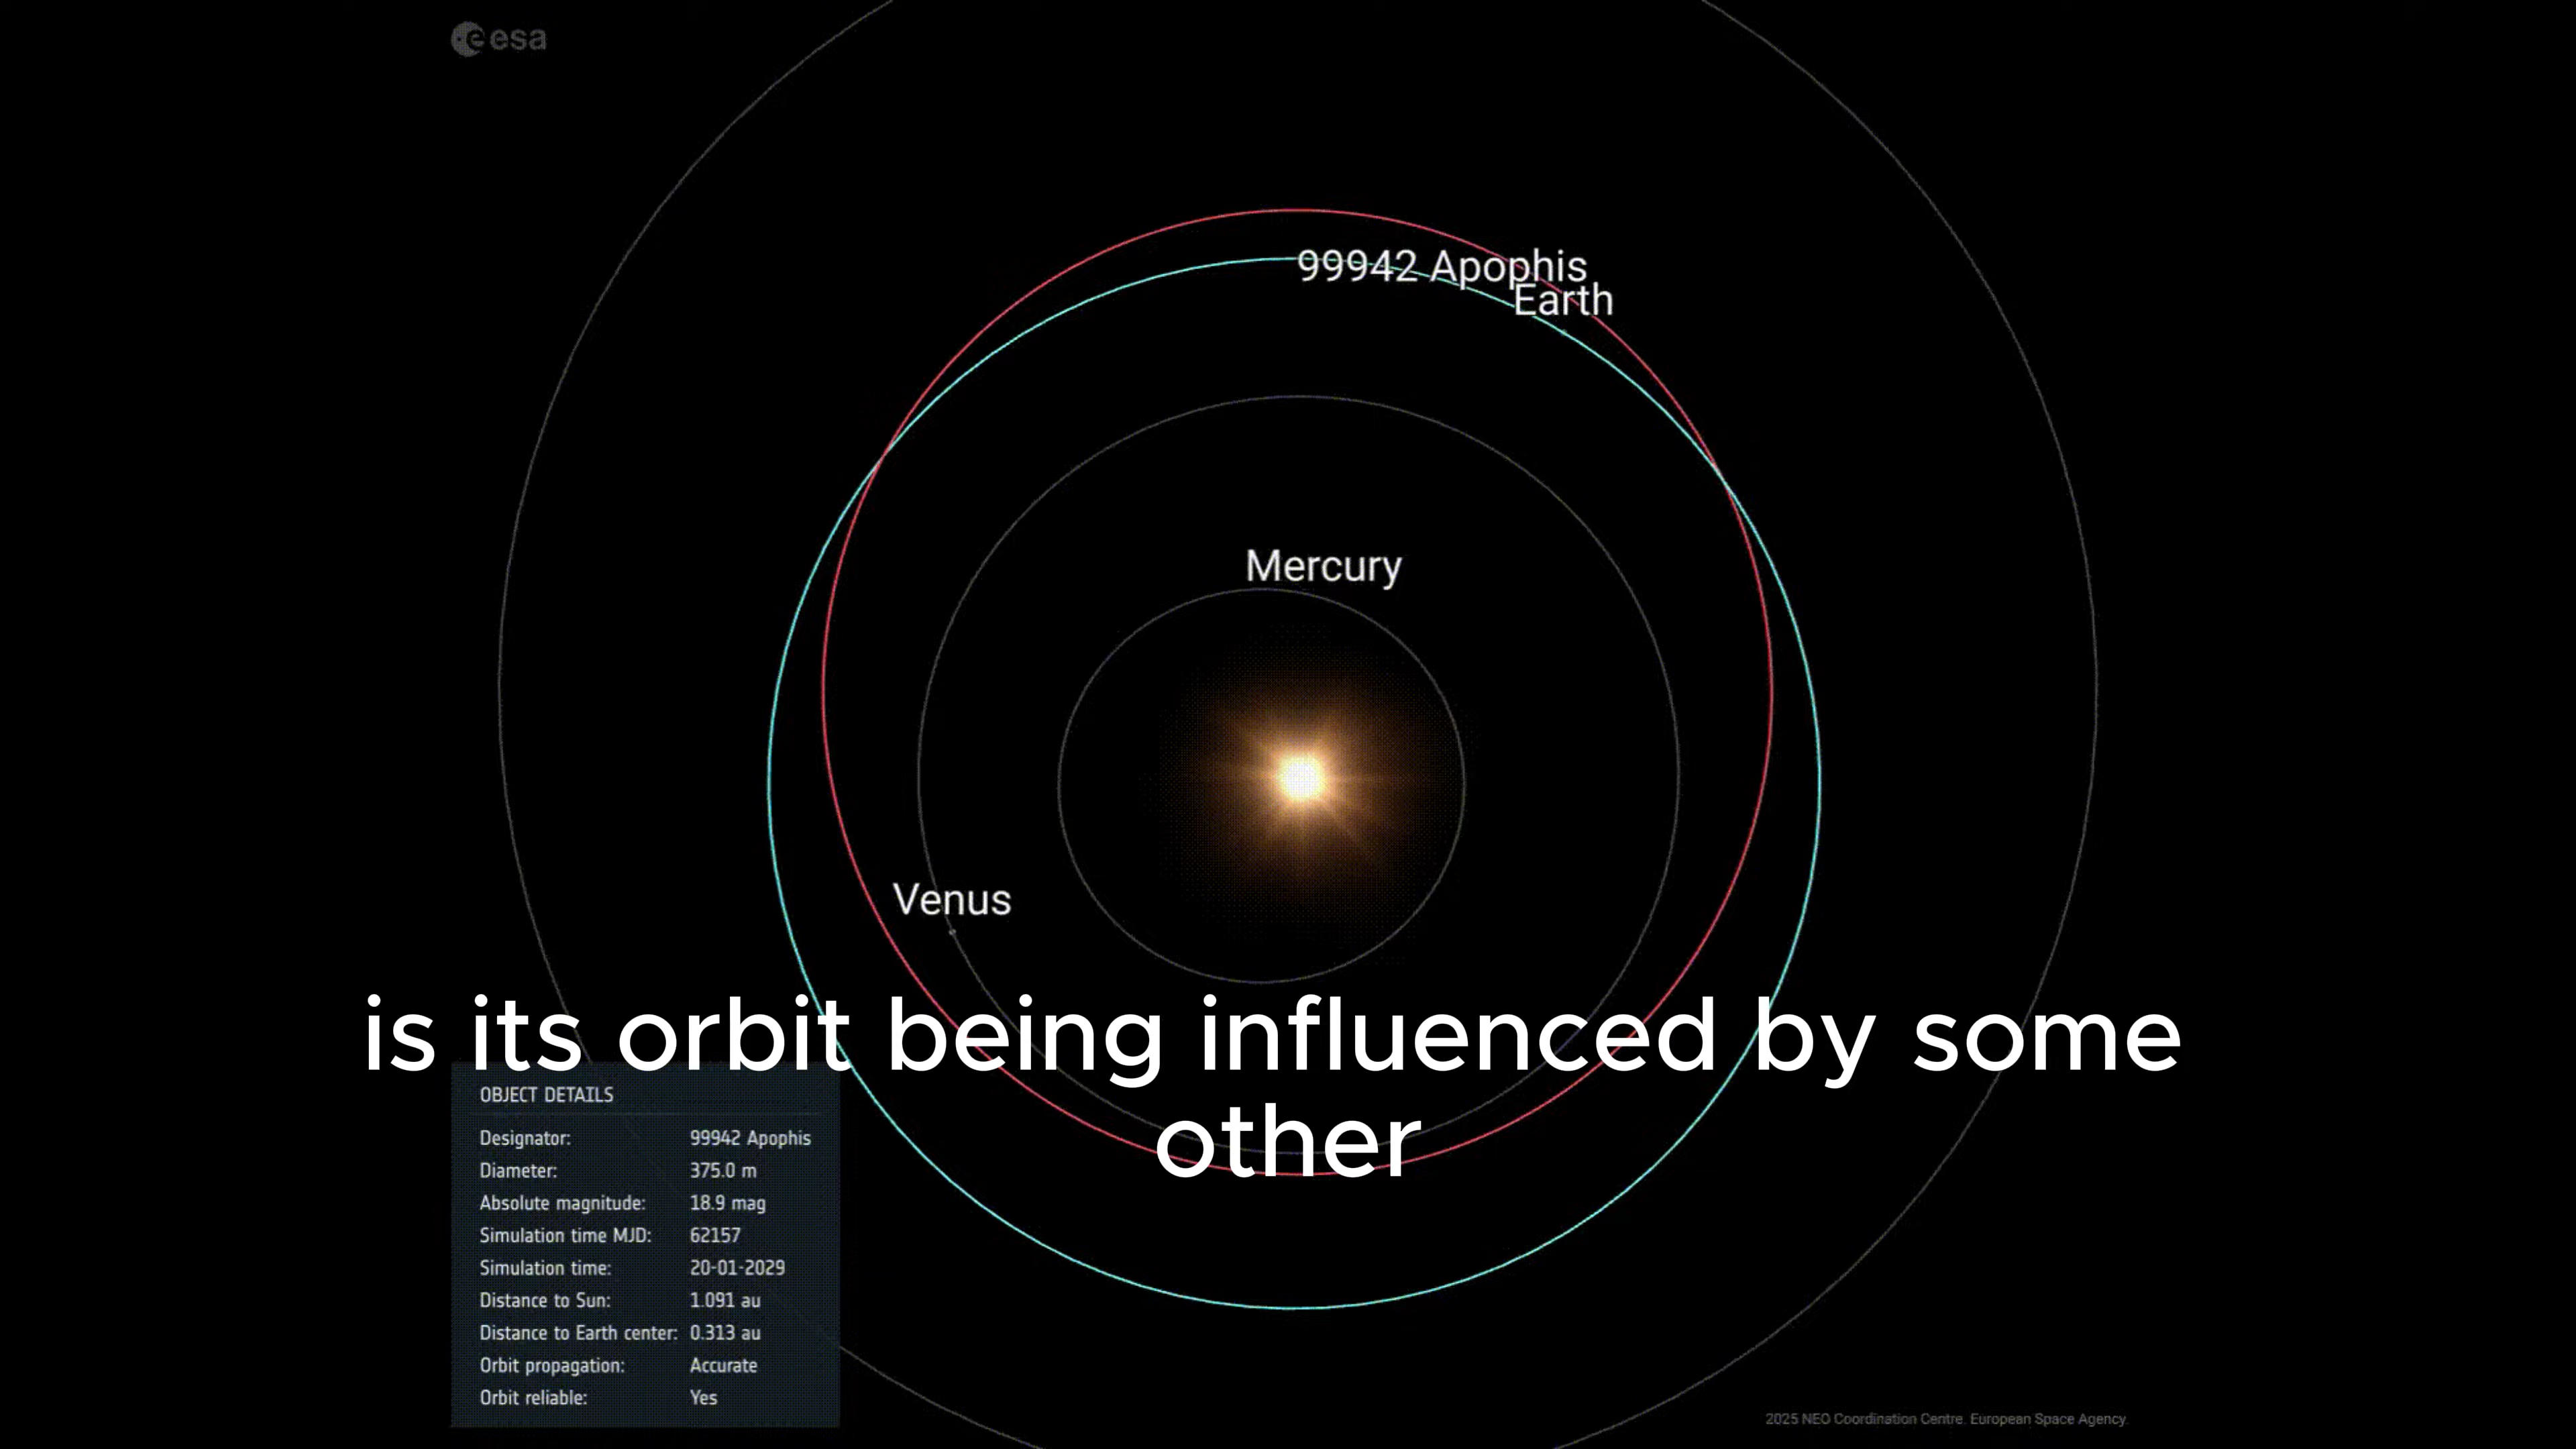 esa
99942 Apophis
Earth
Mercury
Venus
is its orbit being influenced by some
other
OBJECT DETAILS
Designator: 99942 Apophis
Diameter: 375.0 m
Absolute magnitude: 18.9 mag
Simulation time MJD: 62157
Simulation time: 20-01-2029
Distance to Sun: 1.091 au
Distance to Earth center: 0.313 au
Orbit propagation: Accurate
Orbit reliable: Yes
2025 NEO Coordination Centre. European Space Agency.